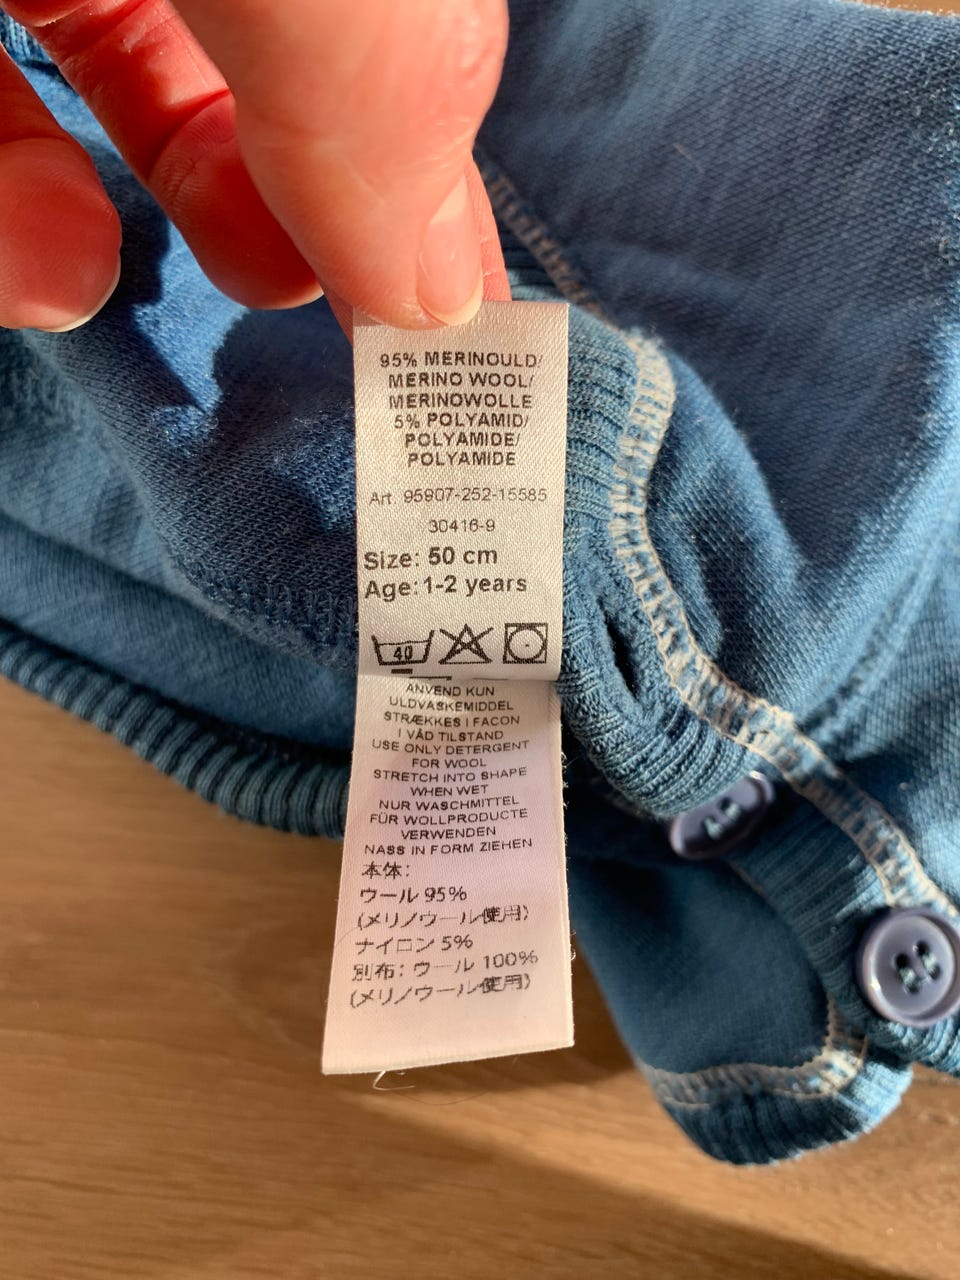 95% MERINOULD/
MERINO WOOL/
MERINOWOLLE
5% POLYAMID/
POLYAMIDE/
POLYAMIDE
Art. 95907-252-15585
30416-9
Size: 50 cm
Age: 1-2 years
40
ANVEND KUN
ULDVASKEMIDDEL
STRÆKKES I FACON
I VÅD TILSTAND
USE ONLY DETERGENT
FOR WOOL
STRETCH INTO SHAPE
WHEN WET
NUR WASCHMITTEL
FÜR WOLLPRODUCTE
VERWENDEN
NASS IN FORM ZIEHEN
本体:
ウール 95%
(メリノウール使用)
ナイロン 5%
別布: ウール 100%
(メリノウール使用)